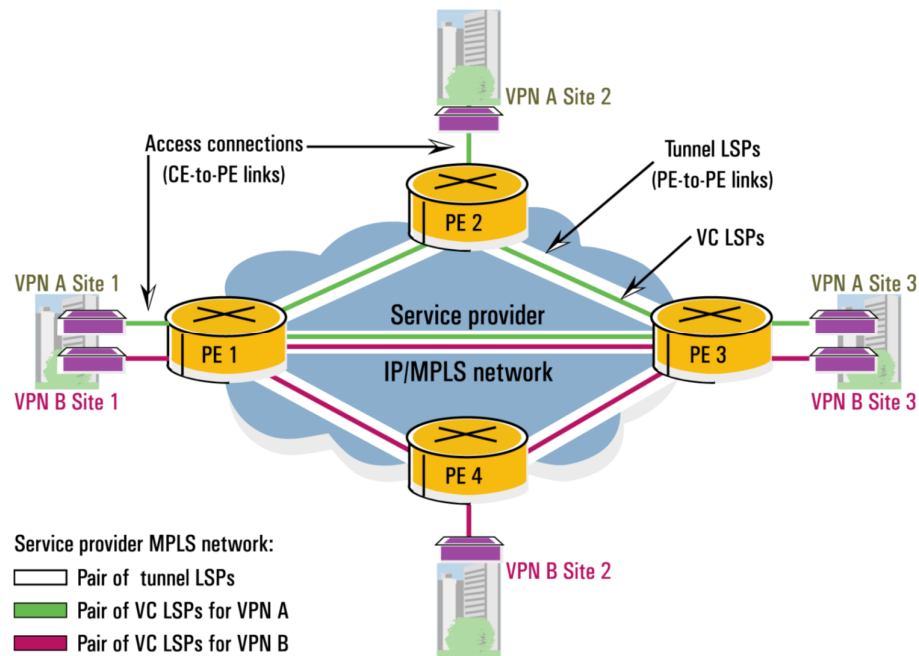 VPN A Site 2
Access connections
(CE-to-PE links)
Tunnel LSPs
(PE-to-PE links)
PE 2
VC LSPs
VPN A Site 1
VPN A Site 3
Service provider
PE 1
PE 3
IP/MPLS network
VPN B Site 1
VPN B Site 3
PE 4
Service provider MPLS network:
VPN B Site 2
Pair of tunnel LSPs
Pair of VC LSPs for VPN A
Pair of VC LSPs for VPN B